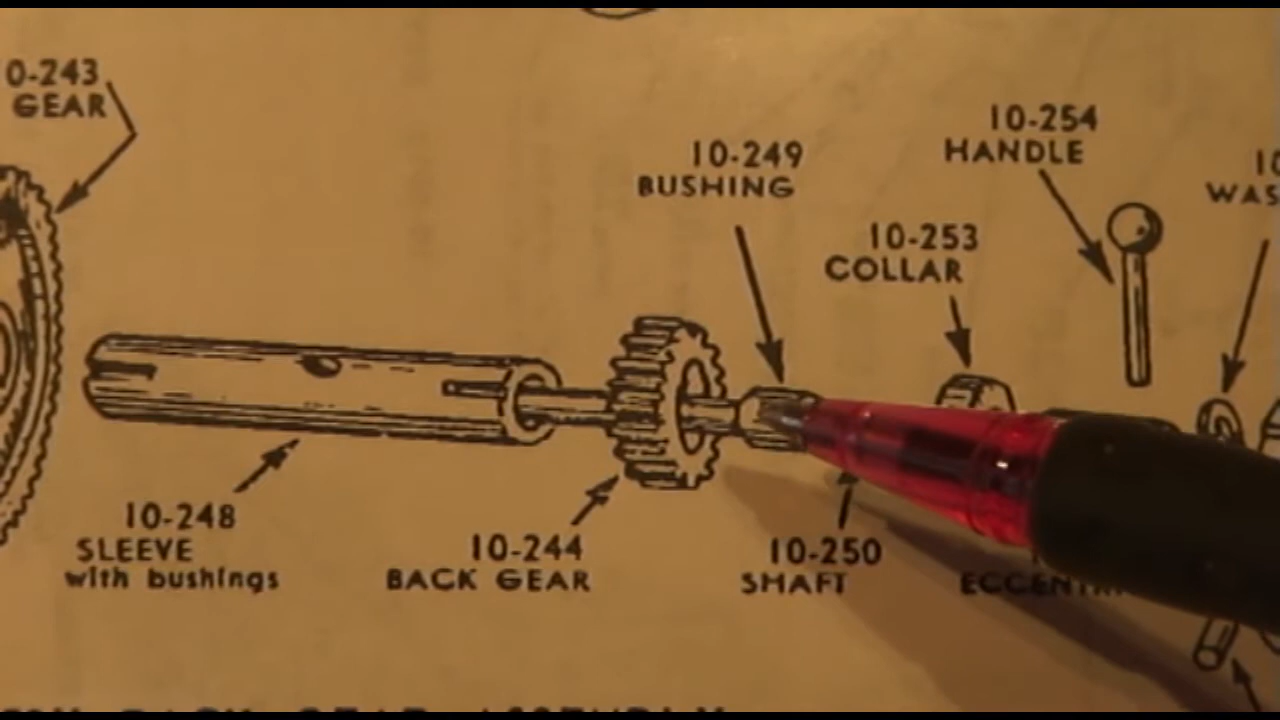 0-243
GEAR
10-249
BUSHING
10-254
HANDLE
10-253
COLLAR
10-248
SLEEVE
with bushings
10-244
BACK GEAR
10-250
SHAFT